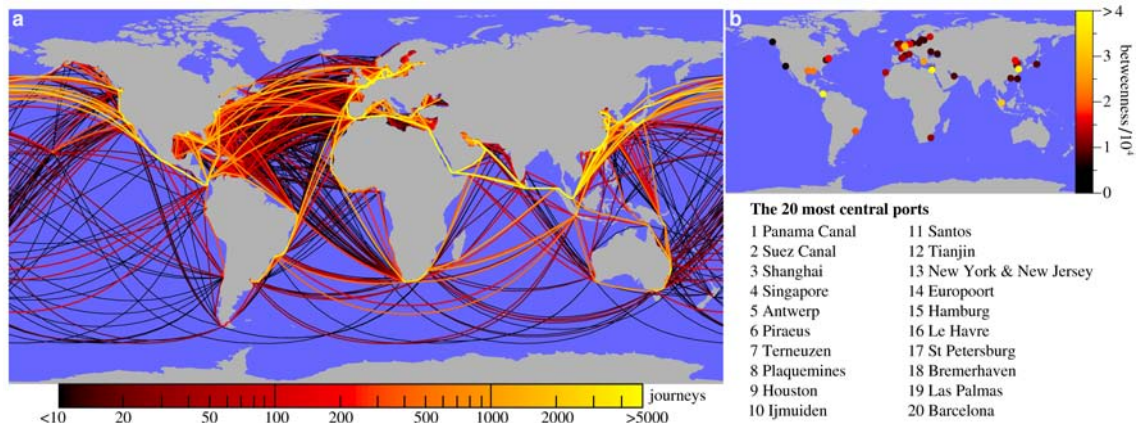 a
<10 20 50 100 200 500 1000 2000 >5000
journeys
b
>4
3
2
1
0
betweenness /10⁴
The 20 most central ports
1 Panama Canal
2 Suez Canal
3 Shanghai
4 Singapore
5 Antwerp
6 Piraeus
7 Terneuzen
8 Plaquemines
9 Houston
10 Ijmuiden
11 Santos
12 Tianjin
13 New York & New Jersey
14 Europoort
15 Hamburg
16 Le Havre
17 St Petersburg
18 Bremerhaven
19 Las Palmas
20 Barcelona